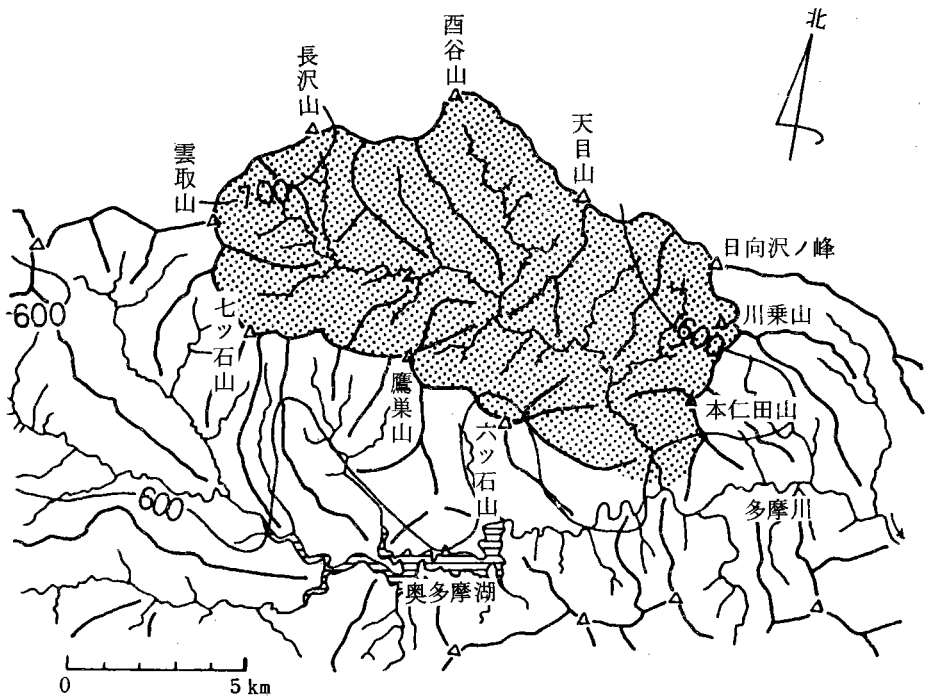 北
酉谷山
長沢山
天目山
雲取山
700
日向沢ノ峰
600
七ッ石山
川乗山
600
鷹巣山
六ッ石山
本仁田山
600
多摩川
奥多摩湖
0 5 km